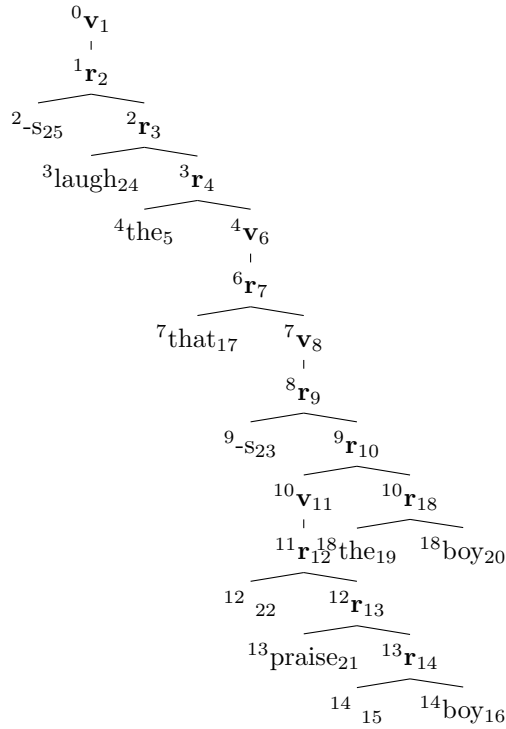 0v1
1r2
2-s25 2r3
3laugh24 3r4
4the5 4v6
6r7
7that17 7v8
8r9
9-s23 9r10
10v11 10r18
11r12 18the19 18boy20
12 22 12r13
13praise21 13r14
14 15 14boy16